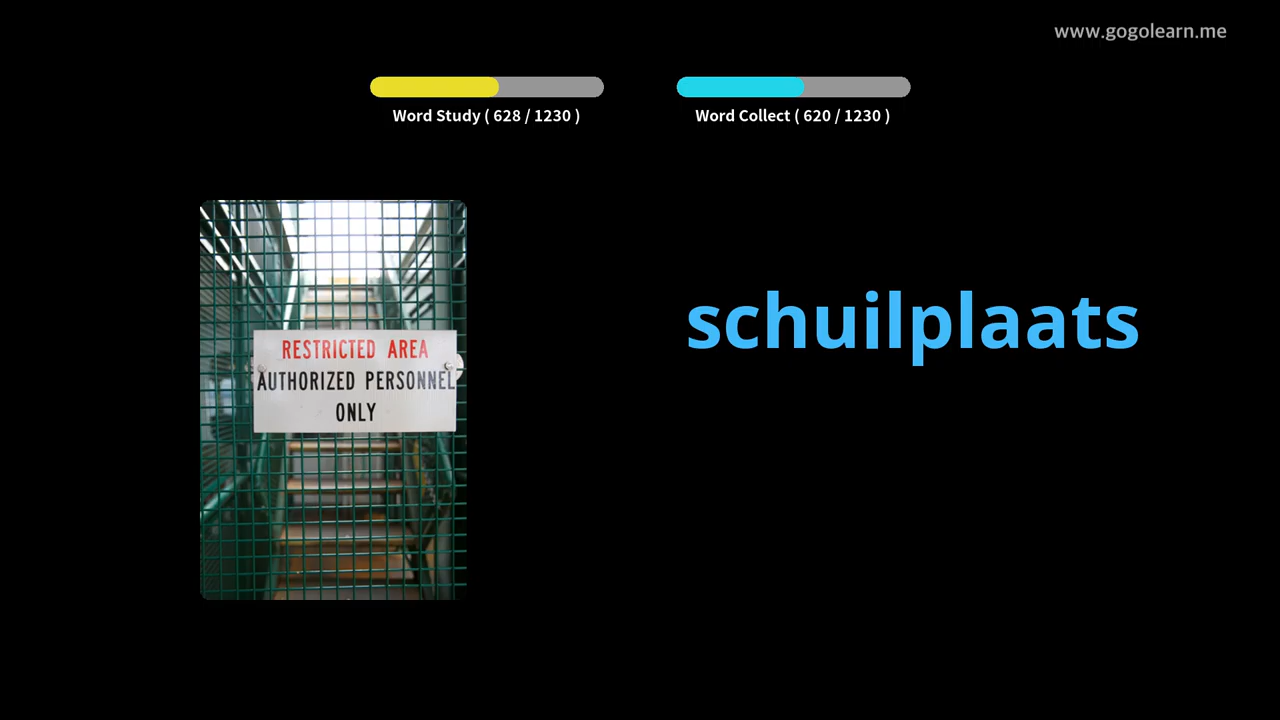 www.gogolearn.me
Word Study ( 628 / 1230 )
Word Collect ( 620 / 1230 )
RESTRICTED AREA
AUTHORIZED PERSONNEL
ONLY
schuilplaats